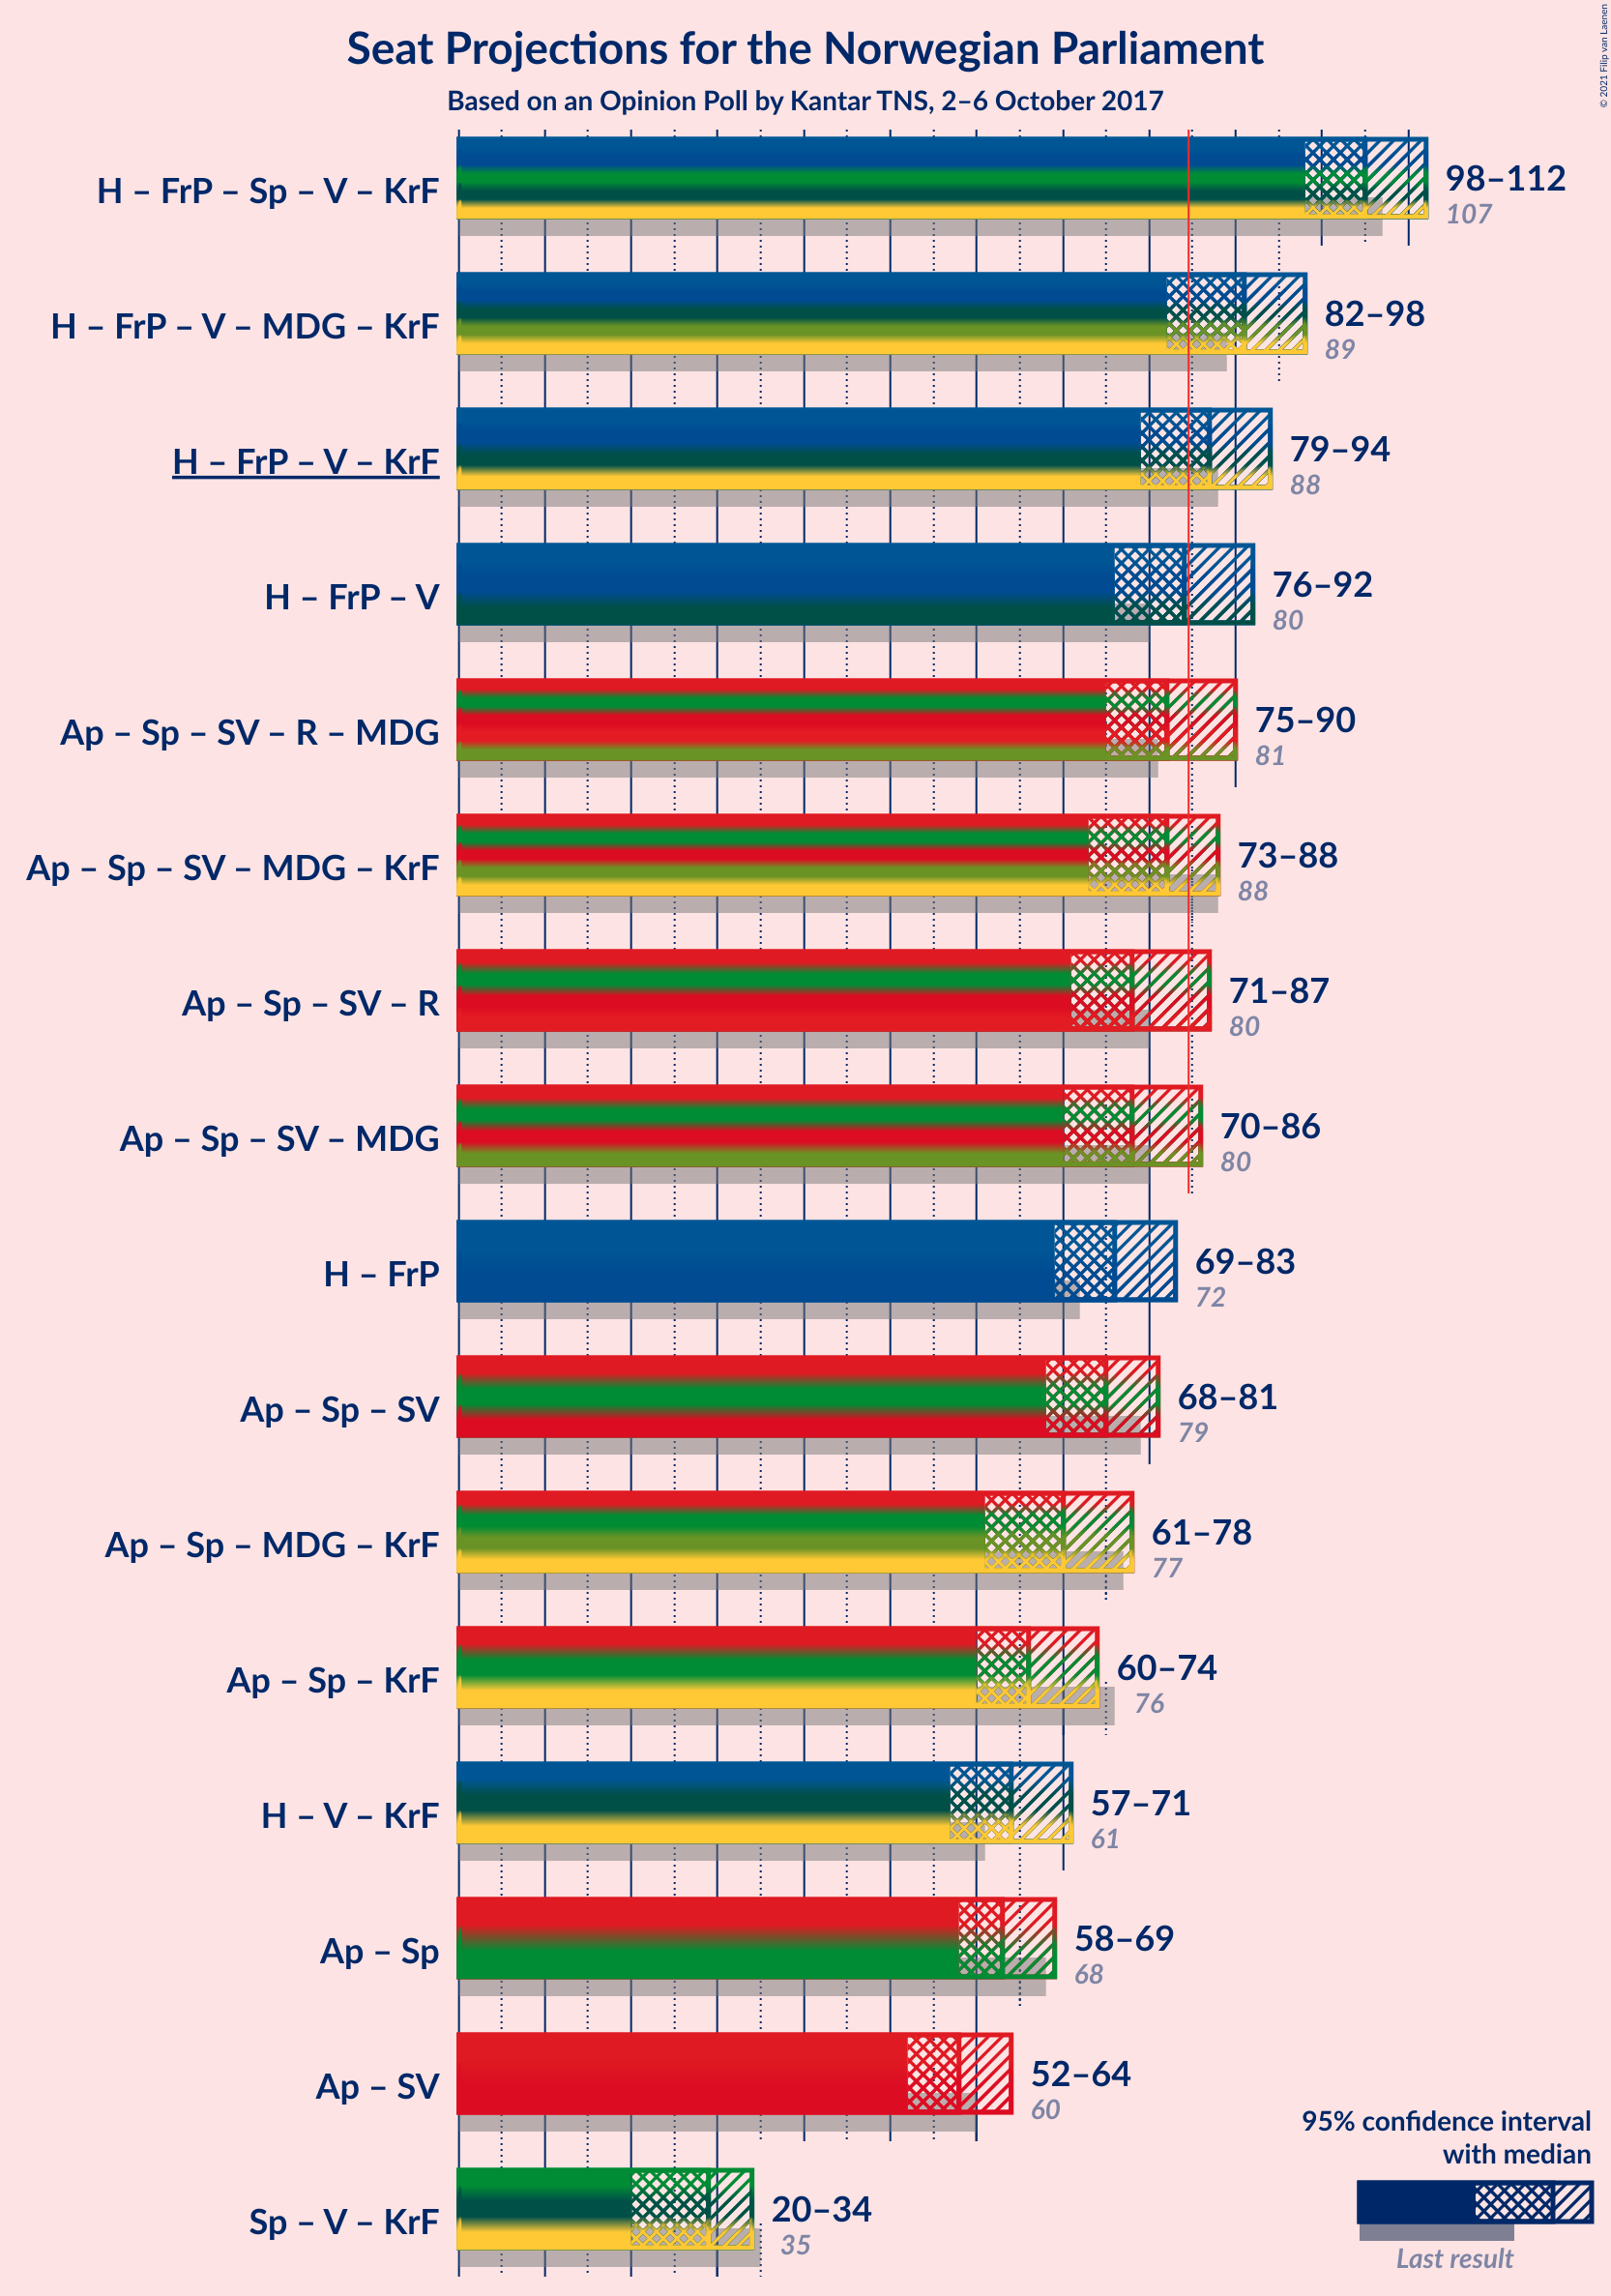 © 2021 Filip van Laenen
Seat Projections for the Norwegian Parliament
Based on an Opinion Poll by Kantar TNS, 2–6 October 2017
H – FrP – Sp – V – KrF
98–112
107
H – FrP – V – MDG – KrF
82–98
89
H – FrP – V – KrF
79–94
88
H – FrP – V
76–92
80
Ap – Sp – SV – R – MDG
75–90
81
Ap – Sp – SV – MDG – KrF
73–88
88
Ap – Sp – SV – R
71–87
80
Ap – Sp – SV – MDG
70–86
80
H – FrP
69–83
72
Ap – Sp – SV
68–81
79
Ap – Sp – MDG – KrF
61–78
77
Ap – Sp – KrF
60–74
76
H – V – KrF
57–71
61
Ap – Sp
58–69
68
Ap – SV
52–64
60
Sp – V – KrF
20–34
35
95% confidence interval
with median
Last result